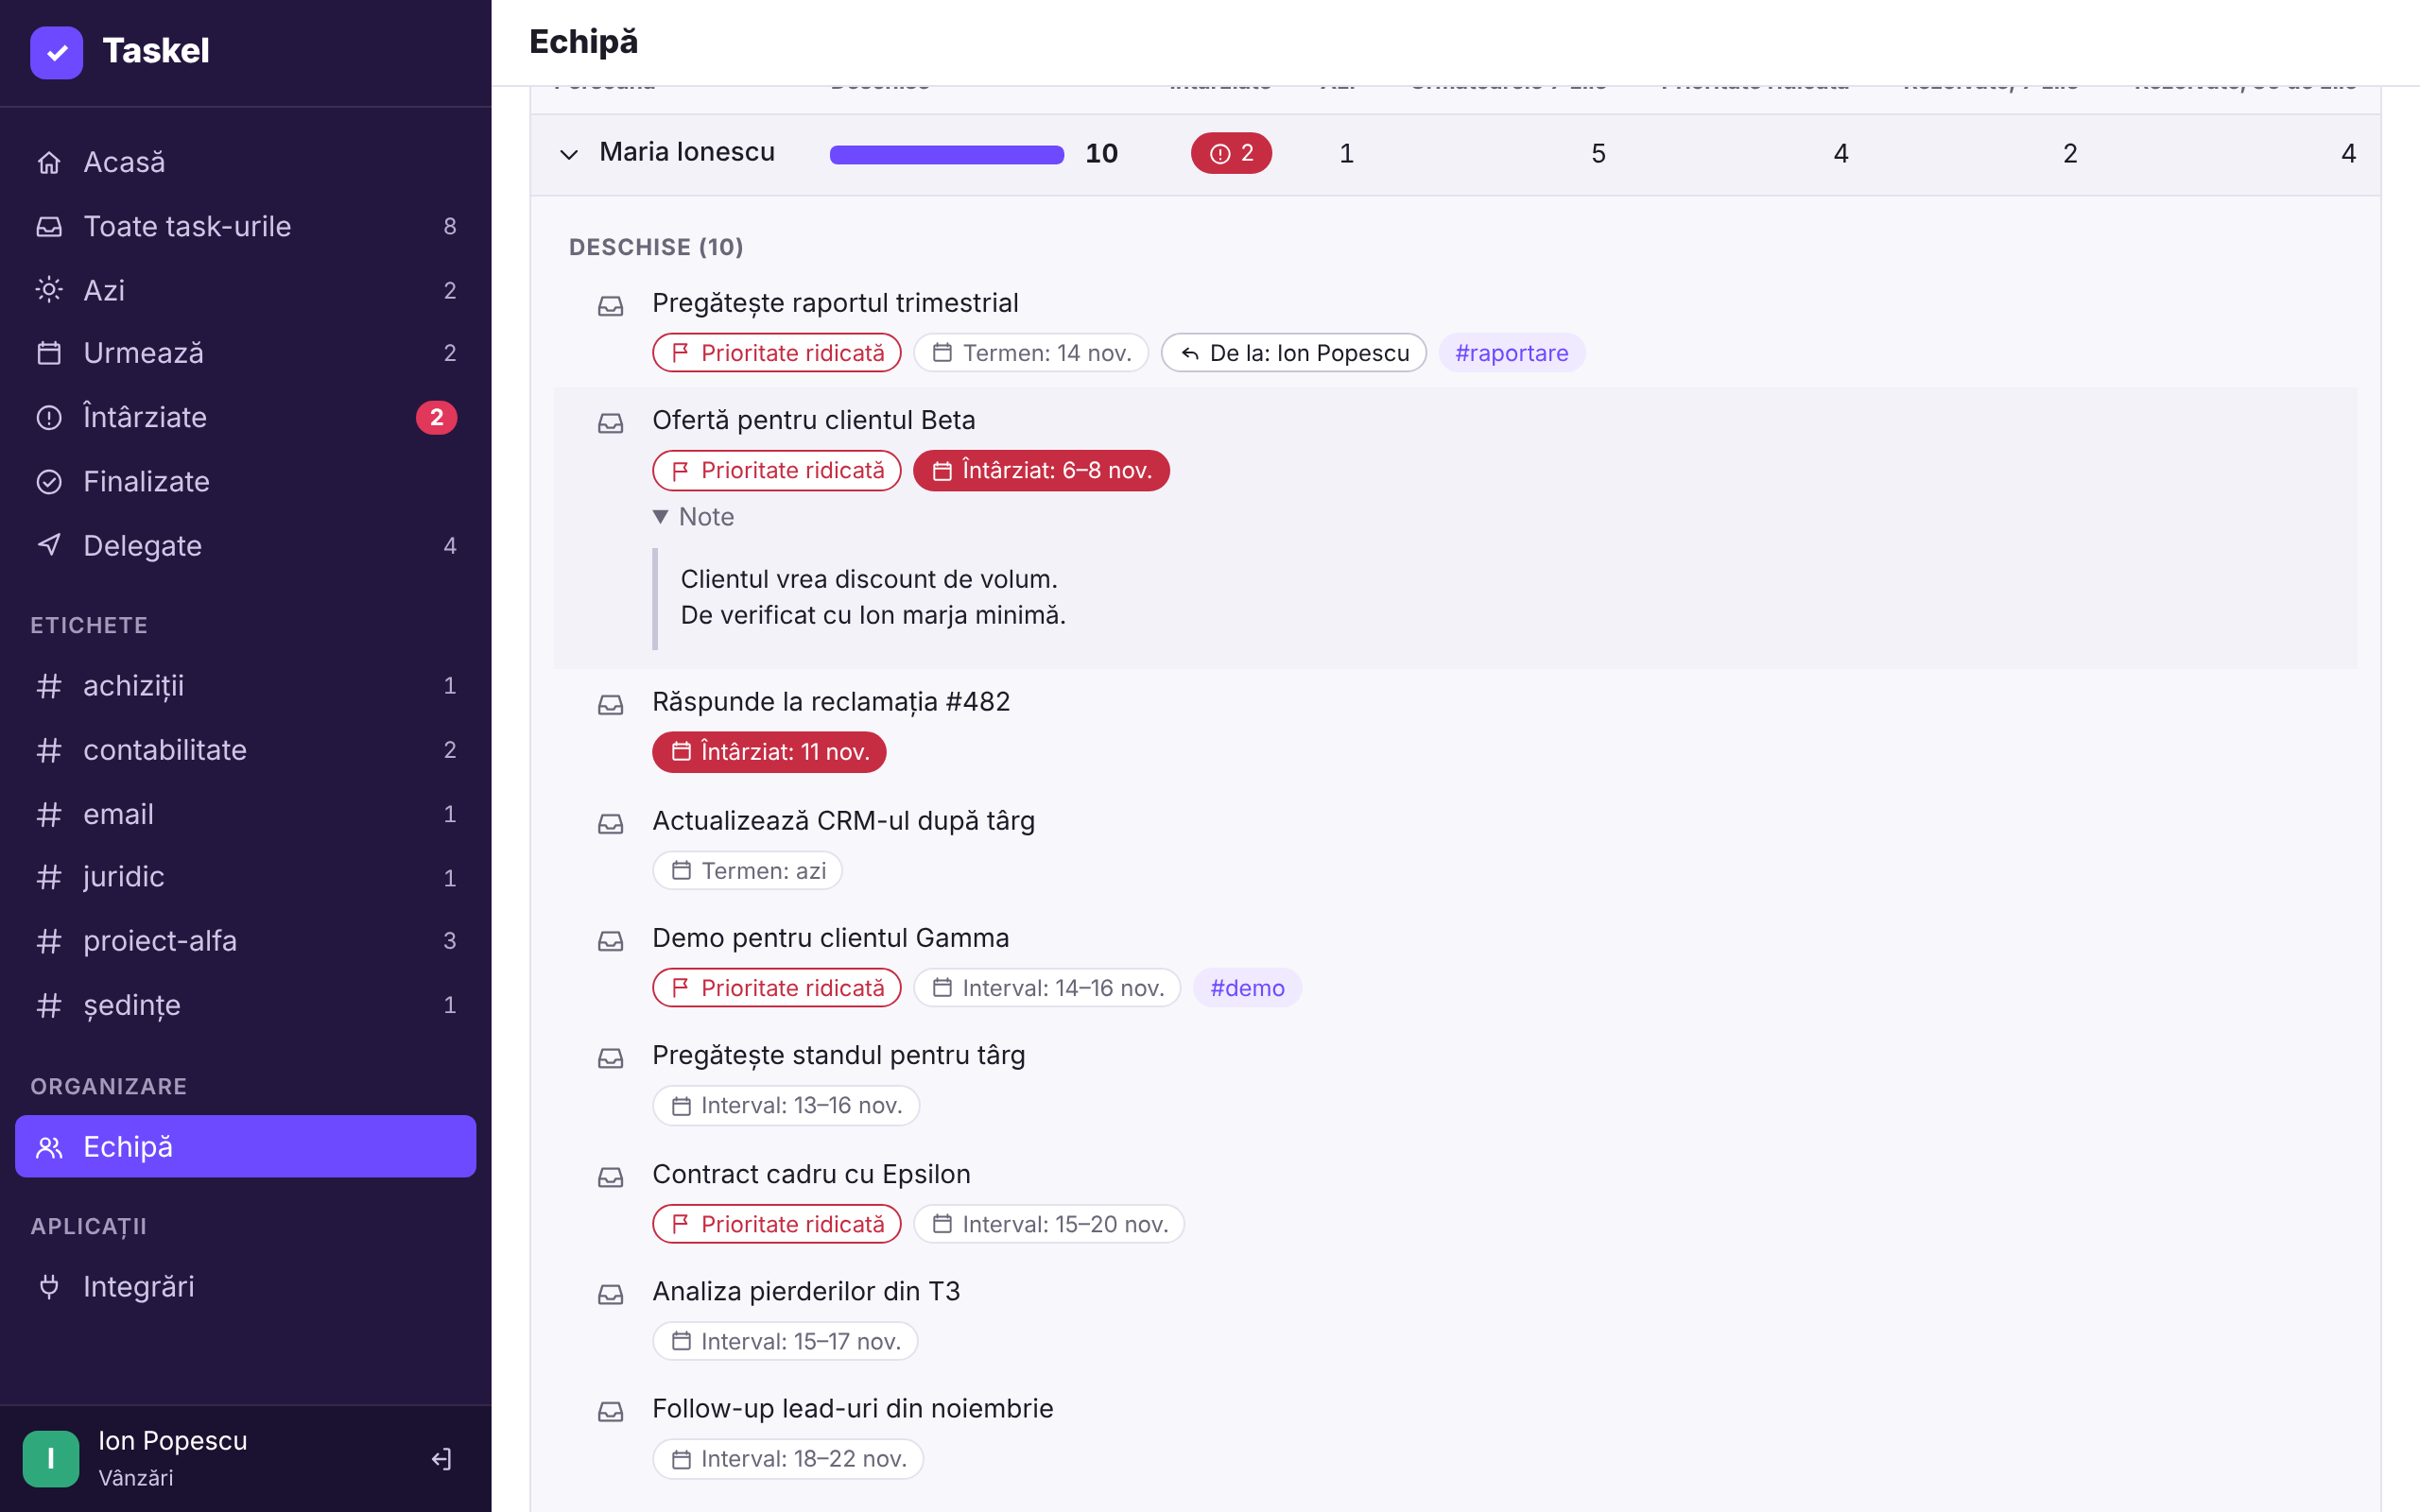 Taskel
Acasă
Toate task-urile 8
Azi 2
Urmează 2
Întârziate 2
Finalizate
Delegate 4
ETICHETE
# achiziții 1
# contabilitate 2
# email 1
# juridic 1
# proiect-alfa 3
# ședințe 1
ORGANIZARE
Echipă
APLICAȚII
Integrări
I
Ion Popescu
Vânzări
Echipă
Maria Ionescu 10 2 1 5 4 2 4
DESCHISE (10)
Pregătește raportul trimestrial
Prioritate ridicată Termen: 14 nov. De la: Ion Popescu #raportare
Ofertă pentru clientul Beta
Prioritate ridicată Întârziat: 6–8 nov.
▼ Note
Clientul vrea discount de volum.
De verificat cu Ion marja minimă.
Răspunde la reclamația #482
Întârziat: 11 nov.
Actualizează CRM-ul după târg
Termen: azi
Demo pentru clientul Gamma
Prioritate ridicată Interval: 14–16 nov. #demo
Pregătește standul pentru târg
Interval: 13–16 nov.
Contract cadru cu Epsilon
Prioritate ridicată Interval: 15–20 nov.
Analiza pierderilor din T3
Interval: 15–17 nov.
Follow-up lead-uri din noiembrie
Interval: 18–22 nov.